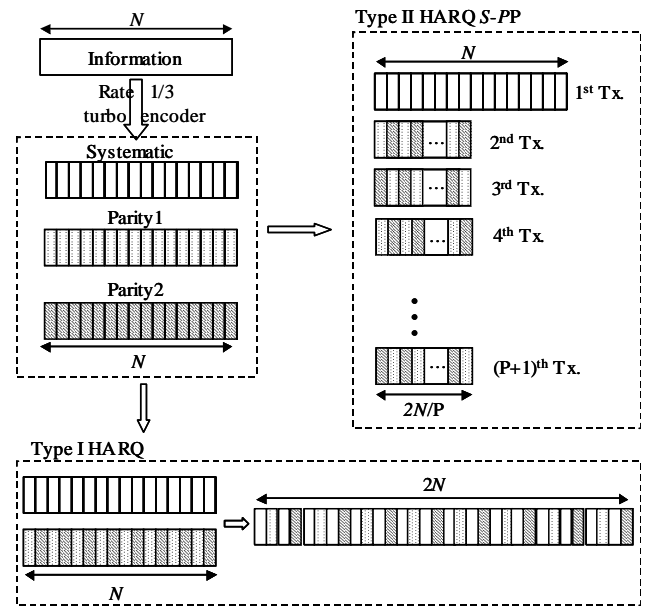 N
Information
Rate 1/3
turbo encoder
Systematic
Parity1
Parity2
N
Type II HARQ S-PP
N
1st Tx.
2nd Tx.
...
3rd Tx.
...
4th Tx.
...
(P+1)th Tx.
...
2N/P
Type I HARQ
2N
N